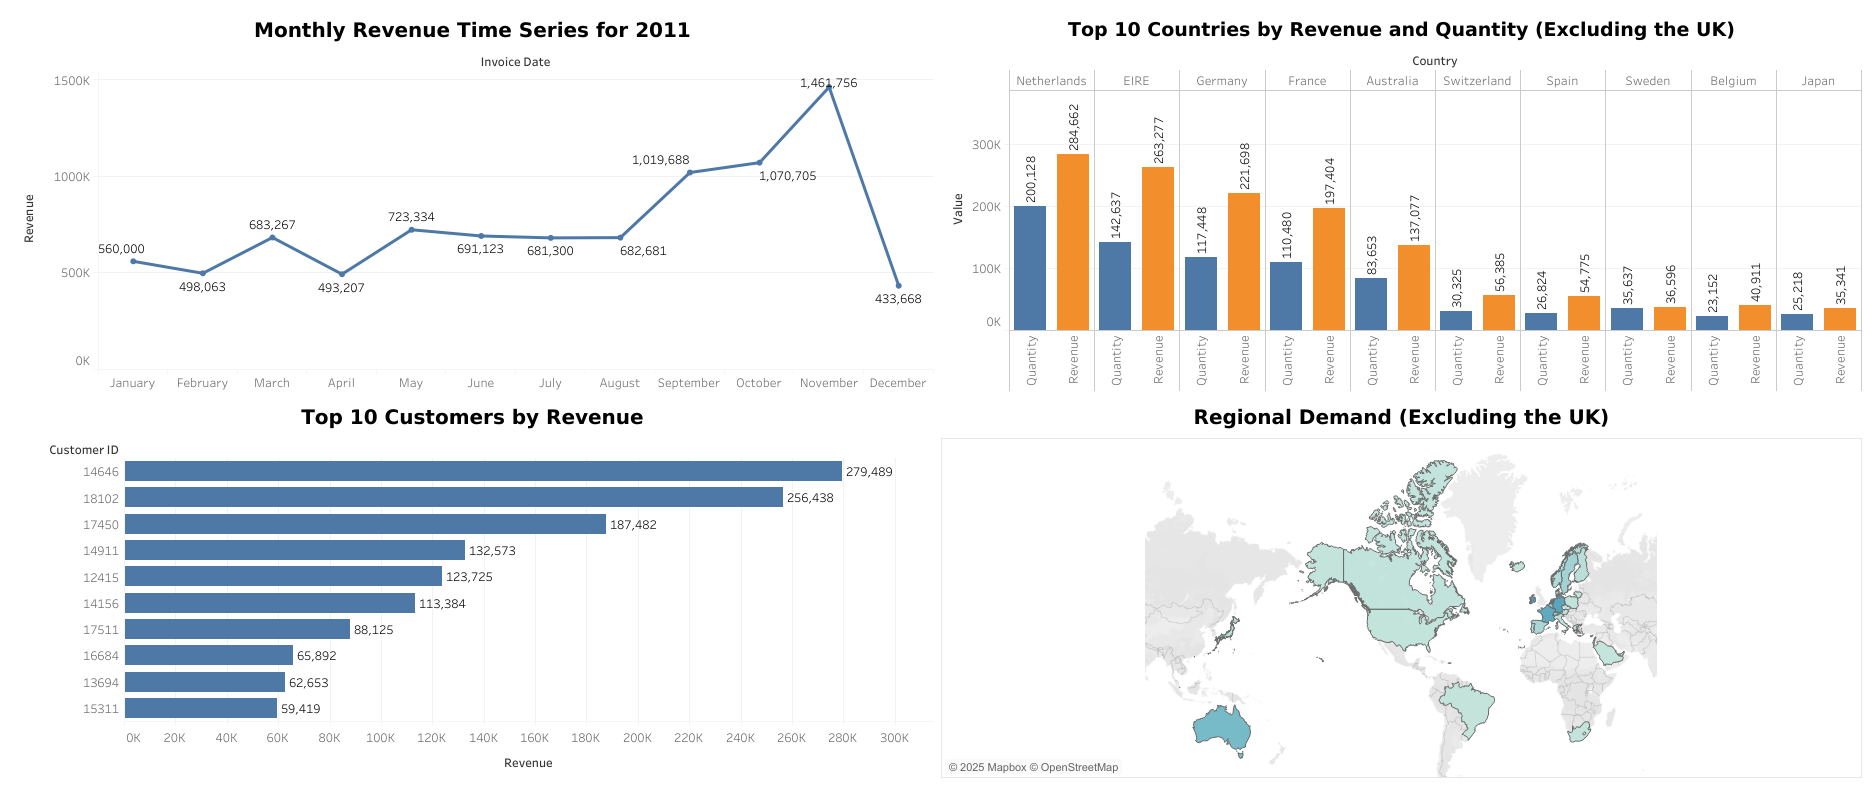 Monthly Revenue Time Series for 2011
Invoice Date
Revenue
1500K
1000K
500K
0K
560,000
498,063
683,267
493,207
723,334
691,123
681,300
682,681
1,019,688
1,070,705
1,461,756
433,668
January February March April May June July August September October November December
Top 10 Countries by Revenue and Quantity (Excluding the UK)
Country
Netherlands EIRE Germany France Australia Switzerland Spain Sweden Belgium Japan
Value
300K
200K
100K
0K
200,128
284,662
142,637
263,277
117,448
221,698
110,480
197,404
83,653
137,077
30,325
56,385
26,824
54,775
35,637
36,596
23,152
40,911
25,218
35,341
Quantity Revenue Quantity Revenue Quantity Revenue Quantity Revenue Quantity Revenue Quantity Revenue Quantity Revenue Quantity Revenue Quantity Revenue Quantity Revenue
Top 10 Customers by Revenue
Customer ID
14646 279,489
18102 256,438
17450 187,482
14911 132,573
12415 123,725
14156 113,384
17511 88,125
16684 65,892
13694 62,653
15311 59,419
0K 20K 40K 60K 80K 100K 120K 140K 160K 180K 200K 220K 240K 260K 280K 300K
Revenue
Regional Demand (Excluding the UK)
© 2025 Mapbox © OpenStreetMap